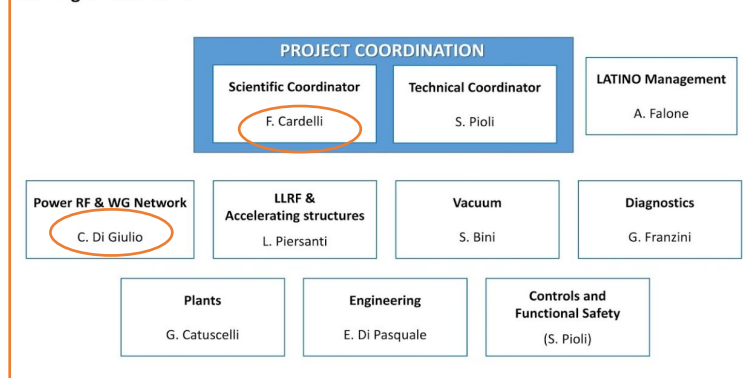 PROJECT COORDINATION
Scientific Coordinator
F. Cardelli
Technical Coordinator
S. Pioli
LATINO Management
A. Falone
Power RF & WG Network
C. Di Giulio
LLRF &
Accelerating structures
L. Piersanti
Vacuum
S. Bini
Diagnostics
G. Franzini
Plants
G. Catuscelli
Engineering
E. Di Pasquale
Controls and
Functional Safety
(S. Pioli)